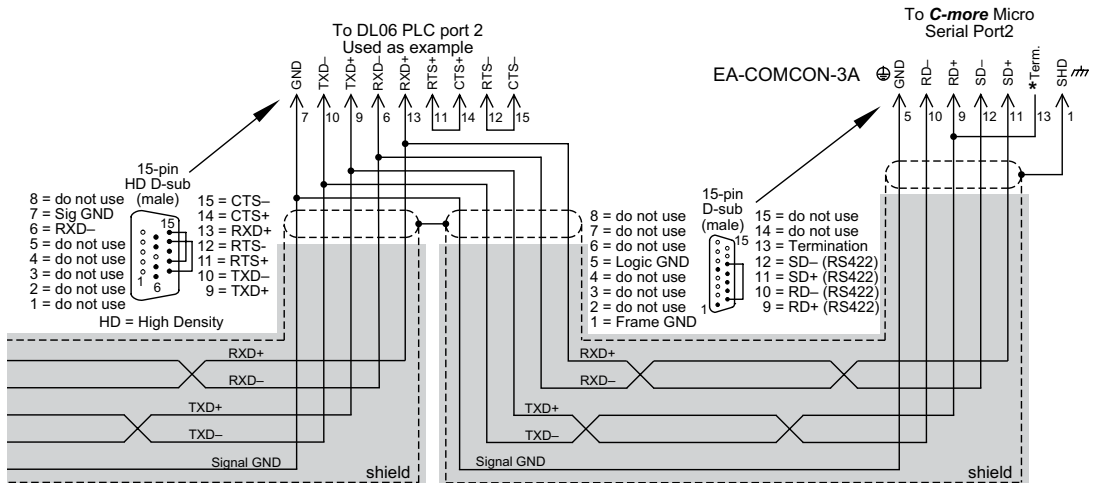 To DL06 PLC port 2
Used as example
GND
TXD–
TXD+
RXD–
RXD+
RTS+
CTS+
RTS–
CTS–
7
10
9
6
13
11
14
12
15
15-pin
HD D-sub
(male)
8 = do not use
7 = Sig GND
6 = RXD–
5 = do not use
4 = do not use
3 = do not use
2 = do not use
1 = do not use
15
1
6
15 = CTS–
14 = CTS+
13 = RXD+
12 = RTS-
11 = RTS+
10 = TXD–
9 = TXD+
HD = High Density
To C-more Micro
Serial Port2
EA-COMCON-3A
GND
RD–
RD+
SD–
SD+
*Term.
SHD
5
10
9
12
11
13
1
15-pin
D-sub
(male)
8 = do not use
7 = do not use
6 = do not use
5 = Logic GND
4 = do not use
3 = do not use
2 = do not use
1 = Frame GND
15
1
15 = do not use
14 = do not use
13 = Termination
12 = SD– (RS422)
11 = SD+ (RS422)
10 = RD– (RS422)
9 = RD+ (RS422)
RXD+
RXD–
TXD+
TXD–
Signal GND
shield
RXD+
RXD–
TXD+
TXD–
Signal GND
shield